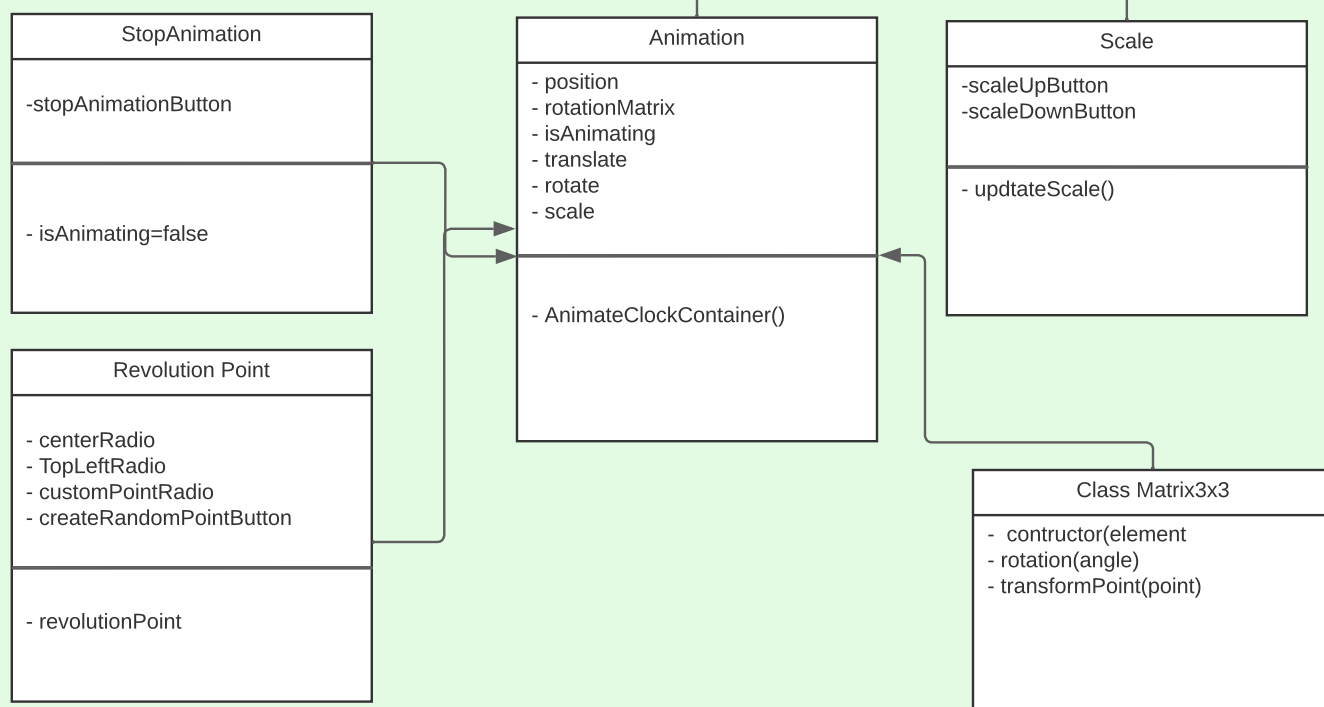 StopAnimation
-stopAnimationButton
- isAnimating=false
Animation
- position
- rotationMatrix
- isAnimating
- translate
- rotate
- scale
- AnimateClockContainer()
Scale
-scaleUpButton
-scaleDownButton
- updtateScale()
Revolution Point
- centerRadio
- TopLeftRadio
- customPointRadio
- createRandomPointButton
- revolutionPoint
Class Matrix3x3
- contructor(element
- rotation(angle)
- transformPoint(point)